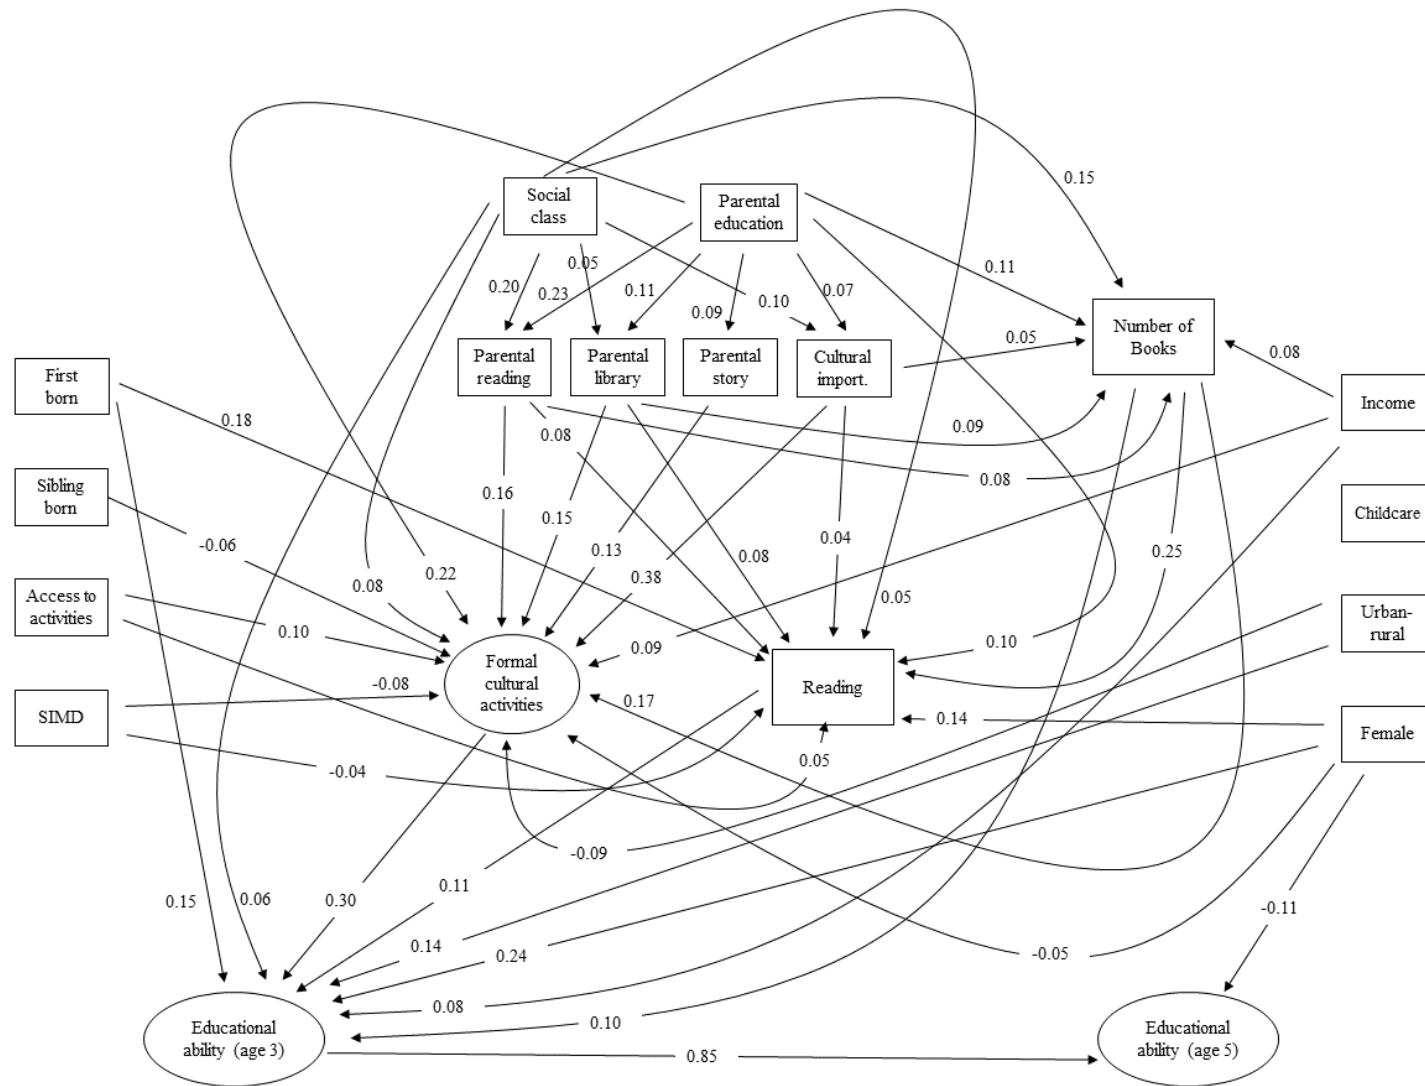 Social
class
Parental
education
0.15
0.11
0.20
0.05
0.23
0.11
0.09
0.10
0.07
Number of
Books
0.05
0.08
Parental
reading
Parental
library
Parental
story
Cultural
import.
First
born
Income
0.18
0.08
0.09
0.08
Sibling
born
Childcare
0.16
0.15
0.13
0.38
0.08
0.04
0.25
-0.06
0.08
0.22
Access to
activities
0.05
Urban-
rural
0.10
0.09
0.10
Formal
cultural
activities
Reading
-0.08
SIMD
0.17
0.14
Female
-0.04
0.05
-0.09
0.11
0.15
0.06
0.30
-0.11
0.14
0.24
-0.05
0.08
0.10
Educational
ability (age 3)
0.85
Educational
ability (age 5)